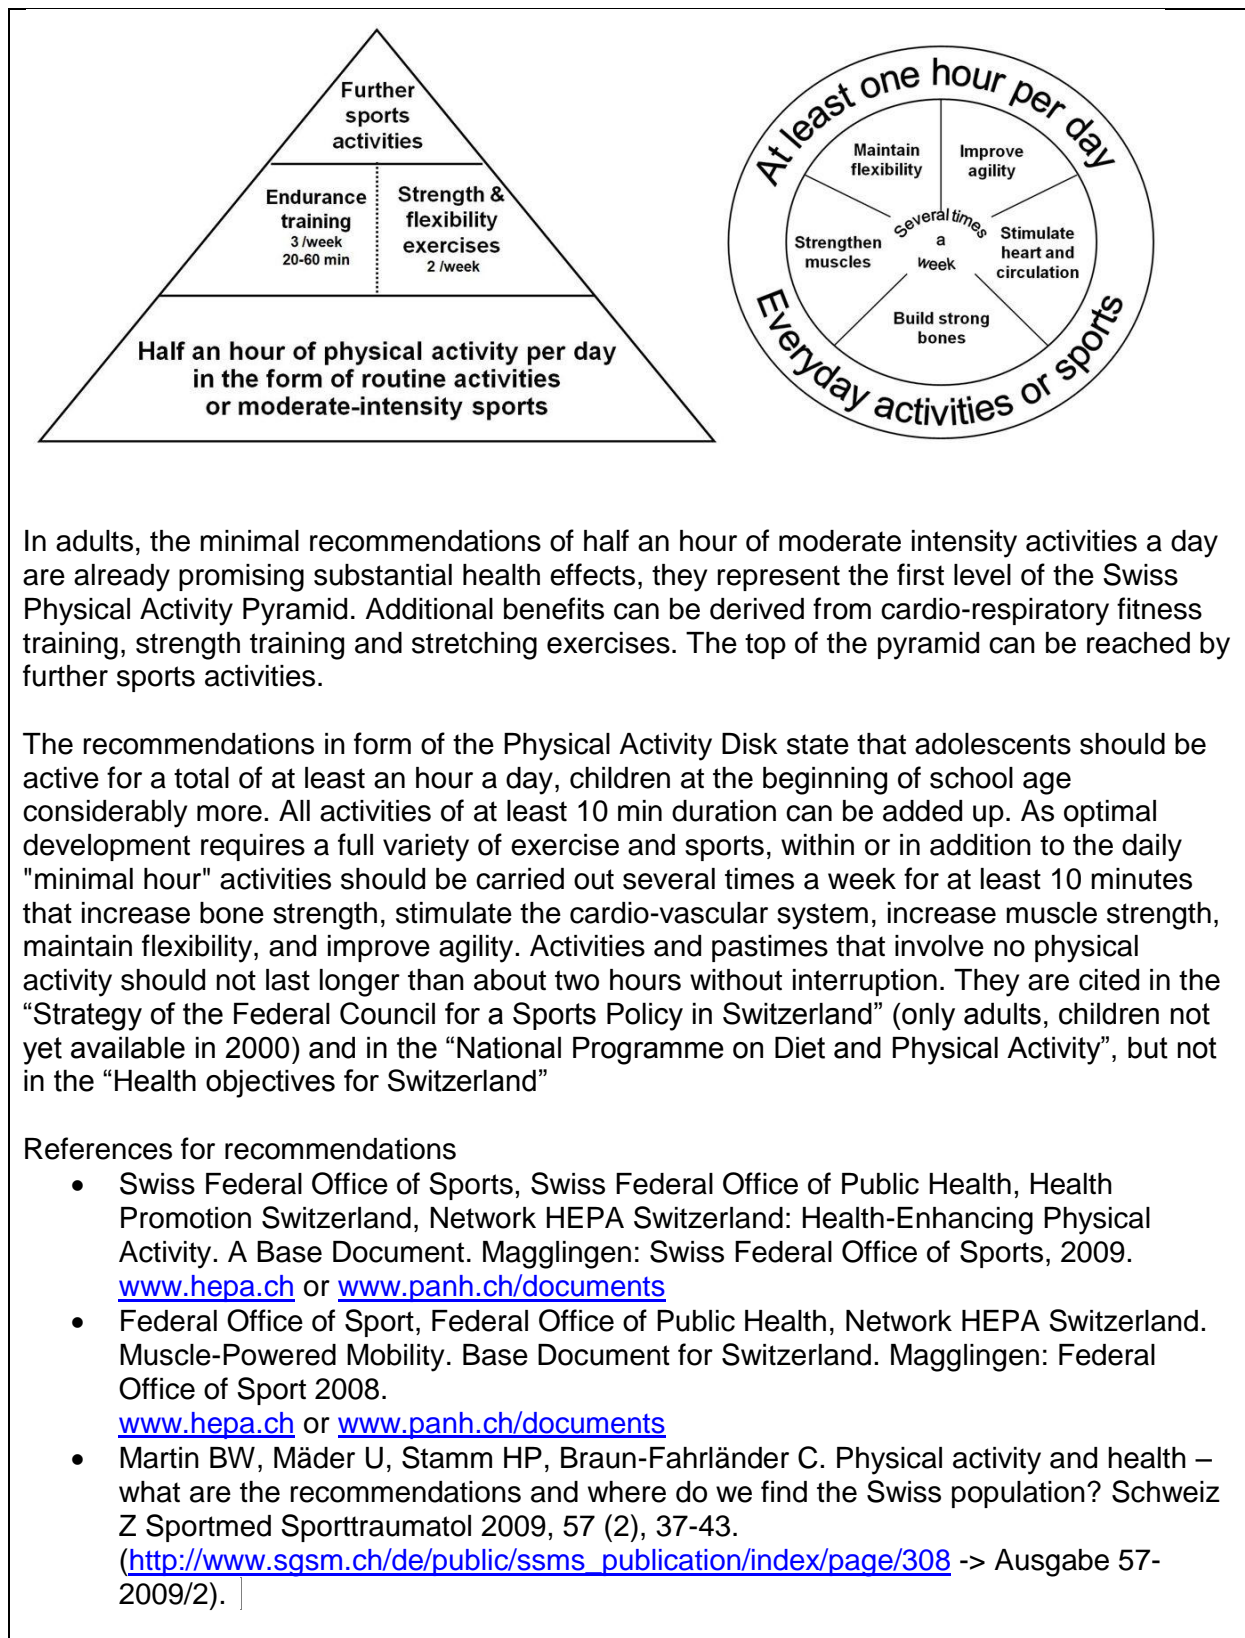 Further
sports
activities
Endurance
training
3 /week
20-60 min
Strength &
flexibility
exercises
2 /week
Half an hour of physical activity per day
in the form of routine activities
or moderate-intensity sports
At least one hour per day
Maintain
flexibility
Improve
agility
Strengthen
muscles
Several times
a
week
Stimulate
heart and
circulation
Build strong
bones
Everyday activities or sports
In adults, the minimal recommendations of half an hour of moderate intensity activities a day
are already promising substantial health effects, they represent the first level of the Swiss
Physical Activity Pyramid. Additional benefits can be derived from cardio-respiratory fitness
training, strength training and stretching exercises. The top of the pyramid can be reached by
further sports activities.
The recommendations in form of the Physical Activity Disk state that adolescents should be
active for a total of at least an hour a day, children at the beginning of school age
considerably more. All activities of at least 10 min duration can be added up. As optimal
development requires a full variety of exercise and sports, within or in addition to the daily
"minimal hour" activities should be carried out several times a week for at least 10 minutes
that increase bone strength, stimulate the cardio-vascular system, increase muscle strength,
maintain flexibility, and improve agility. Activities and pastimes that involve no physical
activity should not last longer than about two hours without interruption. They are cited in the
“Strategy of the Federal Council for a Sports Policy in Switzerland” (only adults, children not
yet available in 2000) and in the “National Programme on Diet and Physical Activity”, but not
in the “Health objectives for Switzerland”
References for recommendations
• Swiss Federal Office of Sports, Swiss Federal Office of Public Health, Health
Promotion Switzerland, Network HEPA Switzerland: Health-Enhancing Physical
Activity. A Base Document. Magglingen: Swiss Federal Office of Sports, 2009.
www.hepa.ch or www.panh.ch/documents
• Federal Office of Sport, Federal Office of Public Health, Network HEPA Switzerland.
Muscle-Powered Mobility. Base Document for Switzerland. Magglingen: Federal
Office of Sport 2008.
www.hepa.ch or www.panh.ch/documents
• Martin BW, Mäder U, Stamm HP, Braun-Fahrländer C. Physical activity and health –
what are the recommendations and where do we find the Swiss population? Schweiz
Z Sportmed Sporttraumatol 2009, 57 (2), 37-43.
(http://www.sgsm.ch/de/public/ssms_publication/index/page/308 -> Ausgabe 57-
2009/2).